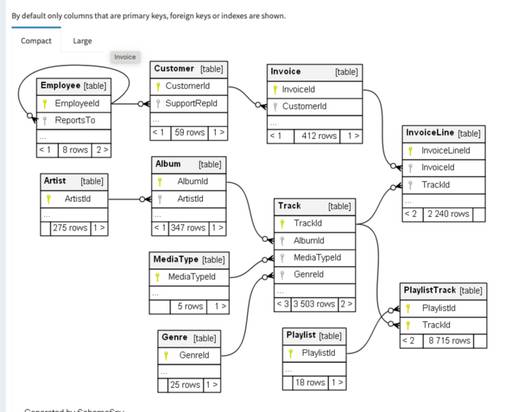 By default only columns that are primary keys, foreign keys or indexes are shown.
Compact Large
Invoice
Employee [table]
EmployeeId
ReportsTo
...
< 1 8 rows 2 >
Customer [table]
CustomerId
SupportRepId
...
< 1 59 rows 1 >
Invoice [table]
InvoiceId
CustomerId
...
< 1 412 rows 1 >
InvoiceLine [table]
InvoiceLineId
InvoiceId
TrackId
...
< 2 2 240 rows
Artist [table]
ArtistId
...
275 rows 1 >
Album [table]
AlbumId
ArtistId
...
< 1 347 rows 1 >
Track [table]
TrackId
AlbumId
MediaTypeId
GenreId
...
< 3 3 503 rows 2 >
MediaType [table]
MediaTypeId
...
5 rows 1 >
PlaylistTrack [table]
PlaylistId
TrackId
< 2 8 715 rows
Genre [table]
GenreId
...
25 rows 1 >
Playlist [table]
PlaylistId
...
18 rows 1 >
Generated by SchemaSpy